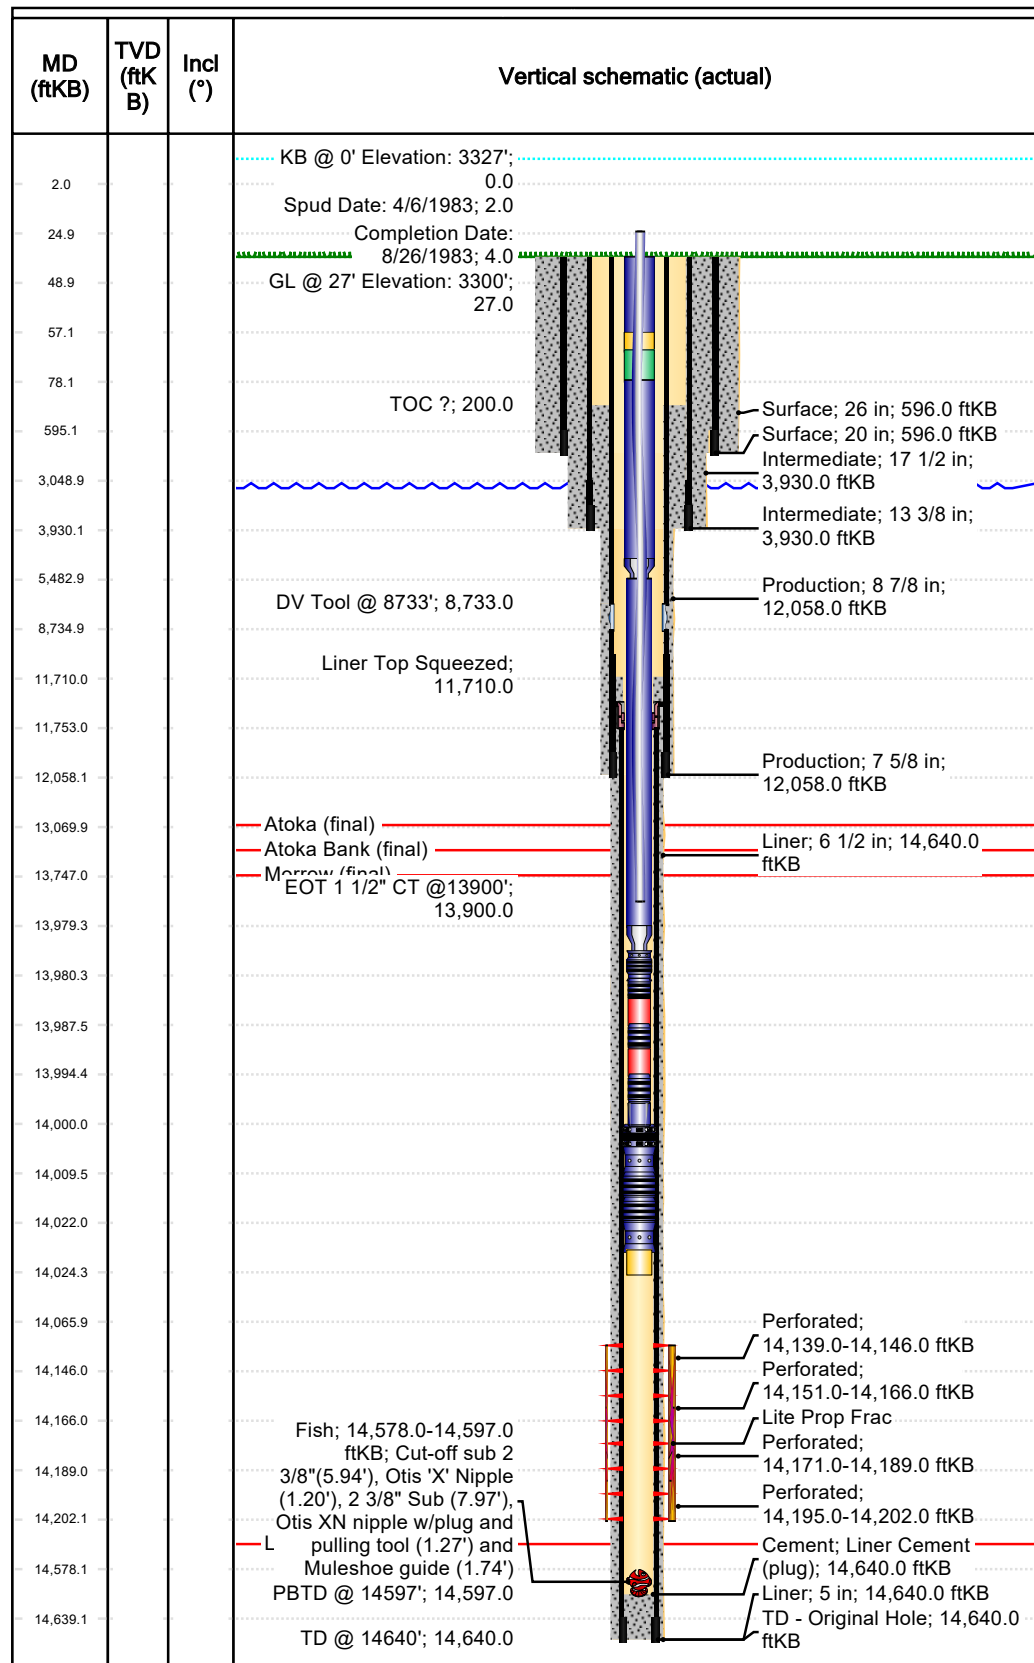 MD
(ftKB)
TVD
(ftK
B)
Incl
(°)
Vertical schematic (actual)
KB @ 0' Elevation: 3327';
0.0
2.0
Spud Date: 4/6/1983; 2.0
24.9
Completion Date:
8/26/1983; 4.0
48.9
GL @ 27' Elevation: 3300';
27.0
57.1
78.1
TOC ?; 200.0
Surface; 26 in; 596.0 ftKB
595.1
Surface; 20 in; 596.0 ftKB
Intermediate; 17 1/2 in;
3,930.0 ftKB
3,048.9
Intermediate; 13 3/8 in;
3,930.0 ftKB
3,930.1
5,482.9
Production; 8 7/8 in;
12,058.0 ftKB
DV Tool @ 8733'; 8,733.0
8,734.9
Liner Top Squeezed;
11,710.0
11,710.0
11,753.0
Production; 7 5/8 in;
12,058.0 ftKB
12,058.1
Atoka (final)
13,069.9
Atoka Bank (final)
Liner; 6 1/2 in; 14,640.0
ftKB
Morrow (final)
13,747.0
EOT 1 1/2" CT @13900';
13,900.0
13,979.3
13,980.3
13,987.5
13,994.4
14,000.0
14,009.5
14,022.0
14,024.3
14,065.9
Perforated;
14,139.0-14,146.0 ftKB
14,146.0
Perforated;
14,151.0-14,166.0 ftKB
14,166.0
Lite Prop Frac
Perforated;
14,171.0-14,189.0 ftKB
14,189.0
Perforated;
14,195.0-14,202.0 ftKB
14,202.1
Fish; 14,578.0-14,597.0
ftKB; Cut-off sub 2
3/8"(5.94'), Otis 'X' Nipple
(1.20'), 2 3/8" Sub (7.97'),
Otis XN nipple w/plug and
pulling tool (1.27') and
Muleshoe guide (1.74')
L
Cement; Liner Cement
(plug); 14,640.0 ftKB
14,578.1
PBTD @ 14597'; 14,597.0
Liner; 5 in; 14,640.0 ftKB
14,639.1
TD - Original Hole; 14,640.0
ftKB
TD @ 14640'; 14,640.0